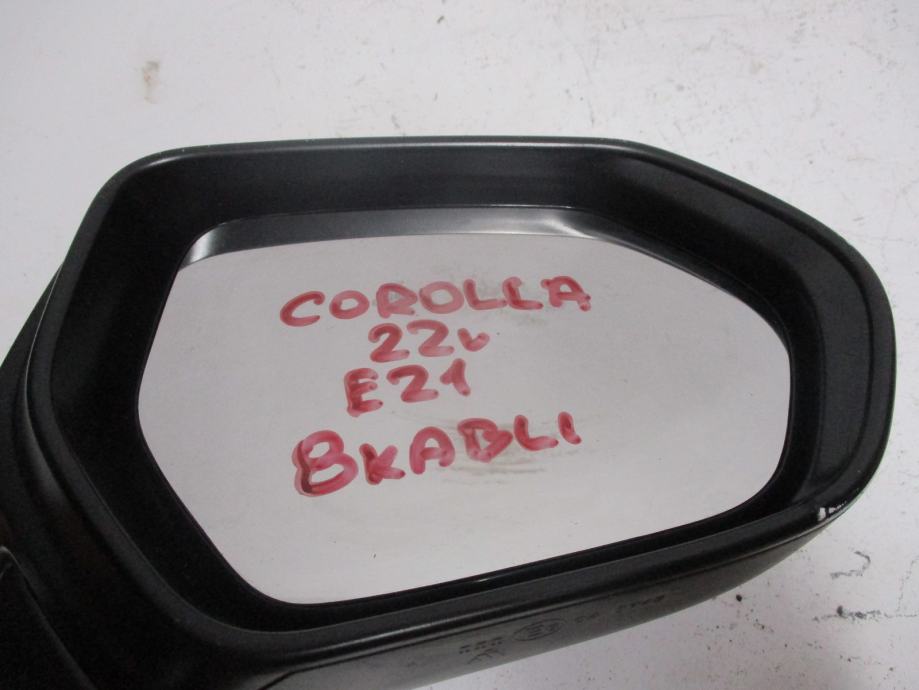 COROLLA
22v
E21
8KABLI